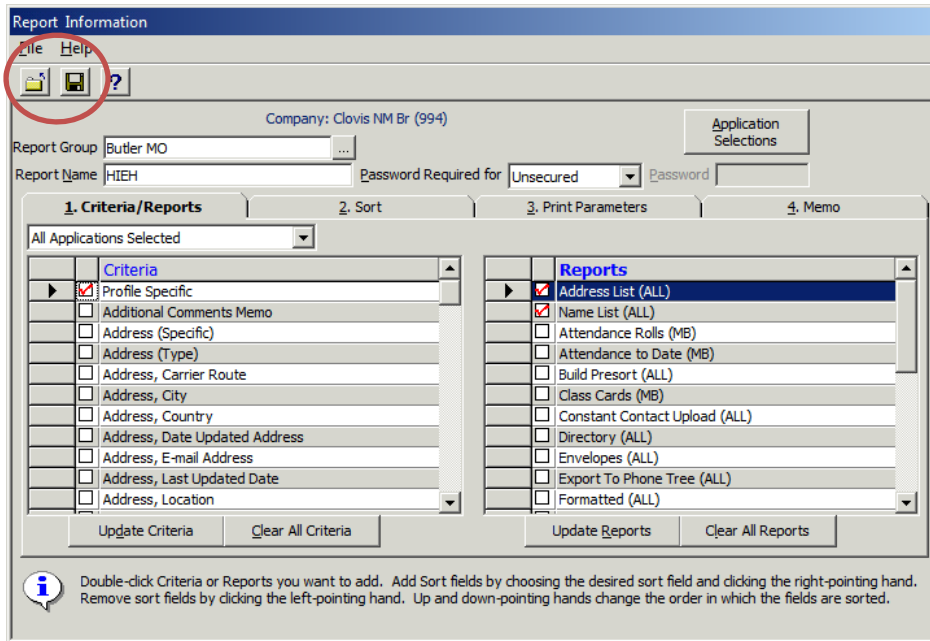 Report Information
File Help
?
Company: Clovis NM Br (994)
Application
Selections
Report Group Butler MO ...
Report Name HIEH Password Required for Unsecured Password
1. Criteria/Reports 2. Sort 3. Print Parameters 4. Memo
All Applications Selected
Criteria Reports
Profile Specific Address List (ALL)
Additional Comments Memo Name List (ALL)
Address (Specific) Attendance Rolls (MB)
Address (Type) Attendance to Date (MB)
Address, Carrier Route Build Presort (ALL)
Address, City Class Cards (MB)
Address, Country Constant Contact Upload (ALL)
Address, Date Updated Address Directory (ALL)
Address, E-mail Address Envelopes (ALL)
Address, Last Updated Date Export To Phone Tree (ALL)
Address, Location Formatted (ALL)
Update Criteria Clear All Criteria Update Reports Clear All Reports
Double-click Criteria or Reports you want to add. Add Sort fields by choosing the desired sort field and clicking the right-pointing hand.
Remove sort fields by clicking the left-pointing hand. Up and down-pointing hands change the order in which the fields are sorted.